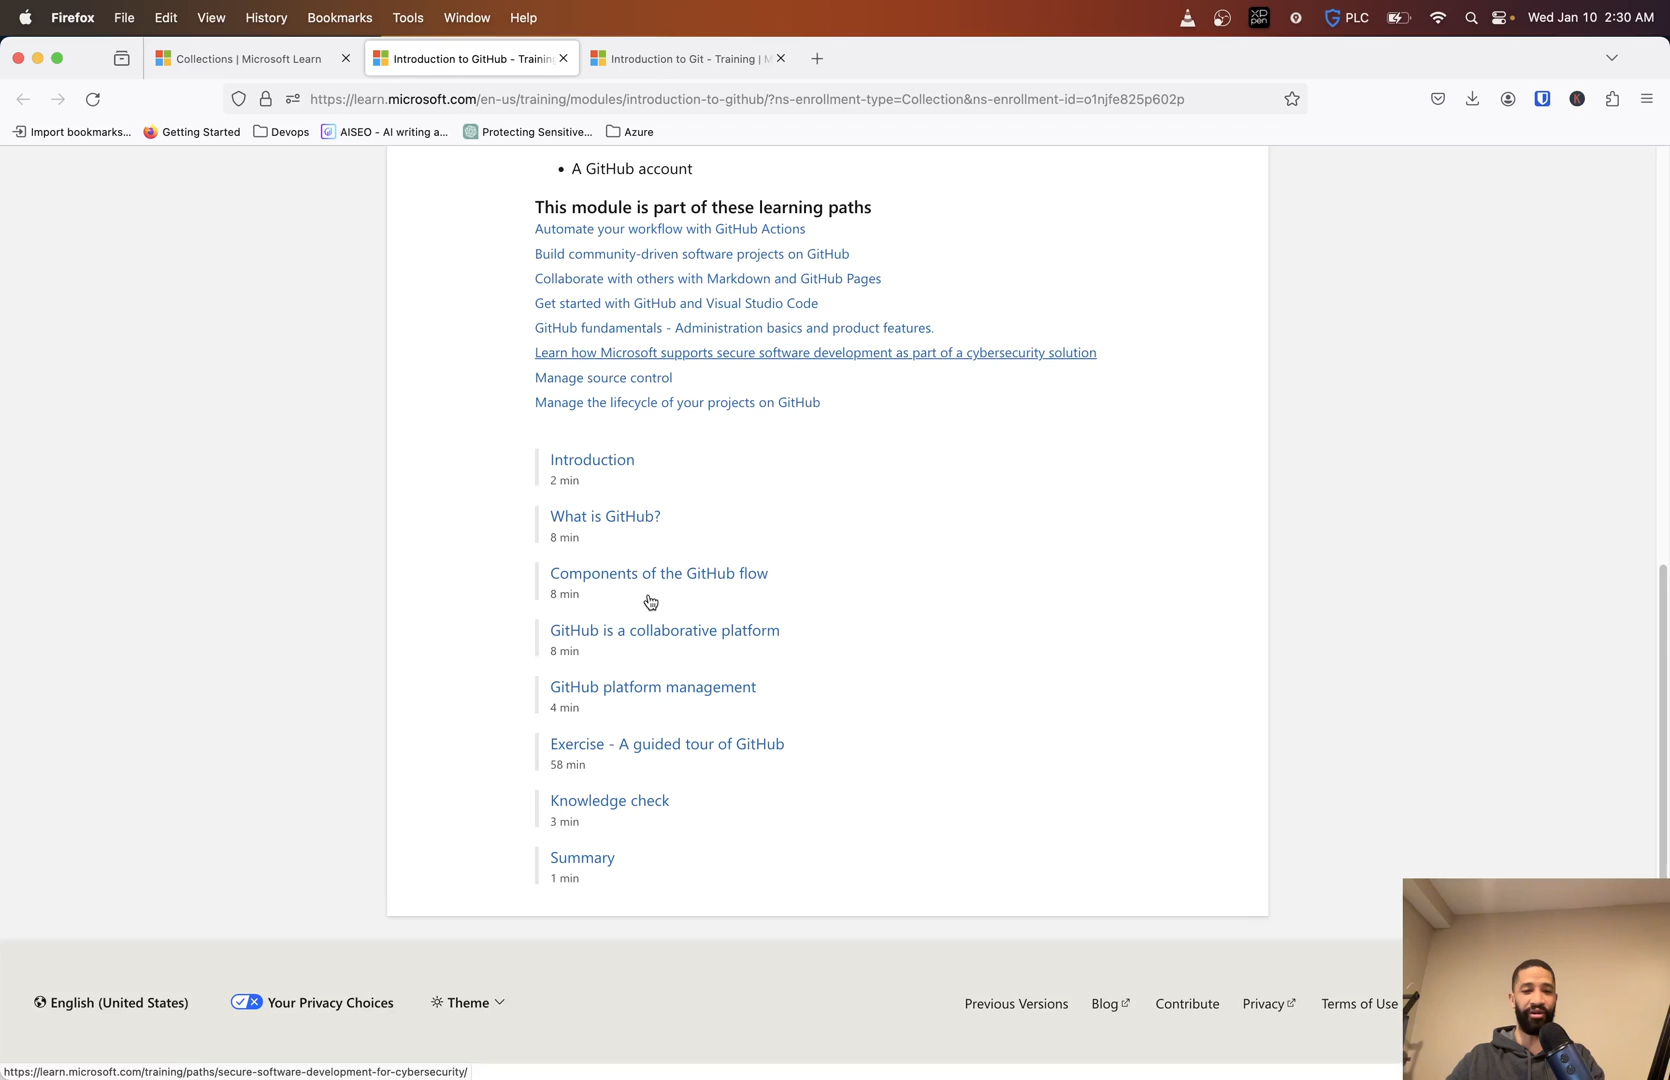 Firefox File Edit View History Bookmarks Tools Window Help
XP PEN
PLC
Wed Jan 10 2:30 AM
Collections | Microsoft Learn
Introduction to GitHub - Training
Introduction to Git - Training | M
https://learn.microsoft.com/en-us/training/modules/introduction-to-github/?ns-enrollment-type=Collection&ns-enrollment-id=o1njfe825p602p
K
Import bookmarks... Getting Started Devops AISEO - AI writing a... Protecting Sensitive... Azure
• A GitHub account
This module is part of these learning paths
Automate your workflow with GitHub Actions
Build community-driven software projects on GitHub
Collaborate with others with Markdown and GitHub Pages
Get started with GitHub and Visual Studio Code
GitHub fundamentals - Administration basics and product features.
Learn how Microsoft supports secure software development as part of a cybersecurity solution
Manage source control
Manage the lifecycle of your projects on GitHub
Introduction
2 min
What is GitHub?
8 min
Components of the GitHub flow
8 min
GitHub is a collaborative platform
8 min
GitHub platform management
4 min
Exercise - A guided tour of GitHub
58 min
Knowledge check
3 min
Summary
1 min
English (United States) Your Privacy Choices Theme
Previous Versions Blog Contribute Privacy Terms of Use
https://learn.microsoft.com/training/paths/secure-software-development-for-cybersecurity/